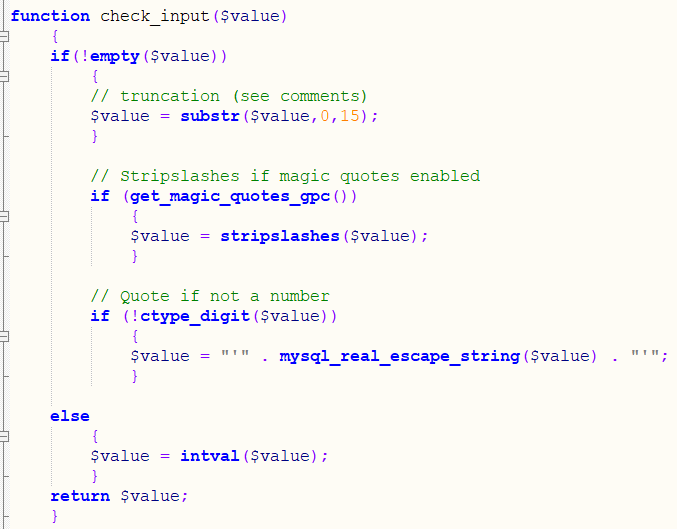 function check_input($value)
    {
    if(!empty($value))
        {
        // truncation (see comments)
        $value = substr($value,0,15);
        }

        // Stripslashes if magic quotes enabled
        if (get_magic_quotes_gpc())
            {
            $value = stripslashes($value);
            }

        // Quote if not a number
        if (!ctype_digit($value))
            {
            $value = "'" . mysql_real_escape_string($value) . "'";
            }

    else
        {
        $value = intval($value);
        }
    return $value;
    }